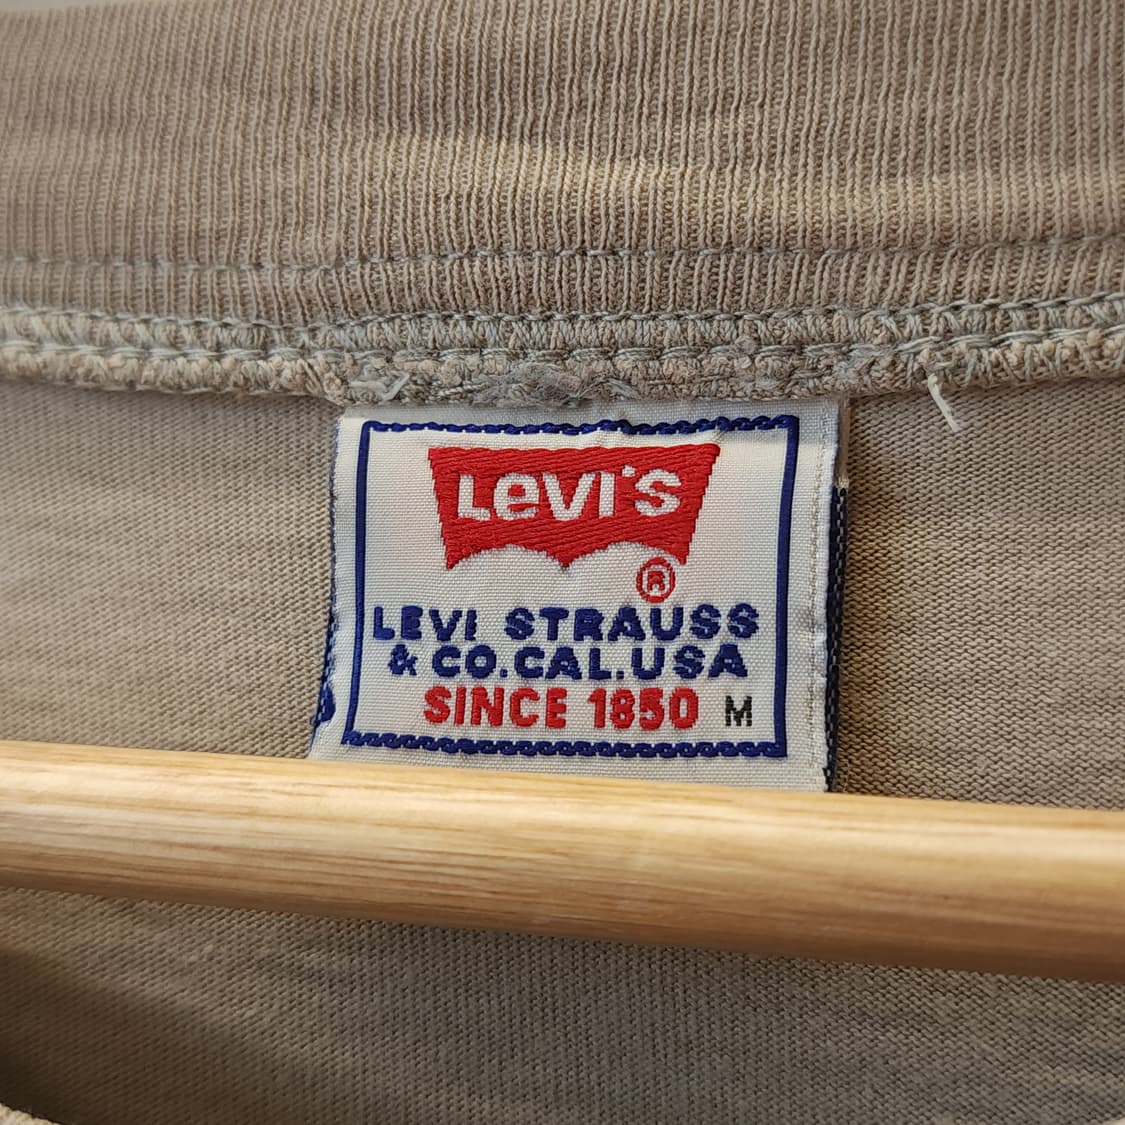 Levi's
®
LEVI STRAUSS
& CO.CAL.USA
SINCE 1850 M